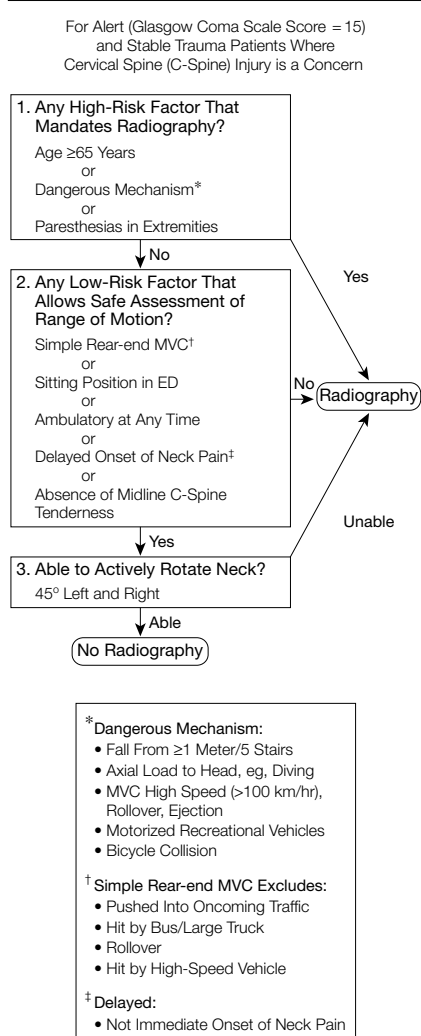 For Alert (Glasgow Coma Scale Score = 15)
and Stable Trauma Patients Where
Cervical Spine (C-Spine) Injury is a Concern
1. Any High-Risk Factor That
Mandates Radiography?
Age ≥65 Years
or
Dangerous Mechanism*
or
Paresthesias in Extremities
No
Yes
2. Any Low-Risk Factor That
Allows Safe Assessment of
Range of Motion?
Simple Rear-end MVC†
or
Sitting Position in ED
or
Ambulatory at Any Time
or
Delayed Onset of Neck Pain‡
or
Absence of Midline C-Spine
Tenderness
No
Radiography
Yes
Unable
3. Able to Actively Rotate Neck?
45º Left and Right
Able
No Radiography
*Dangerous Mechanism:
• Fall From ≥1 Meter/5 Stairs
• Axial Load to Head, eg, Diving
• MVC High Speed (>100 km/hr),
Rollover, Ejection
• Motorized Recreational Vehicles
• Bicycle Collision
†Simple Rear-end MVC Excludes:
• Pushed Into Oncoming Traffic
• Hit by Bus/Large Truck
• Rollover
• Hit by High-Speed Vehicle
‡Delayed:
• Not Immediate Onset of Neck Pain